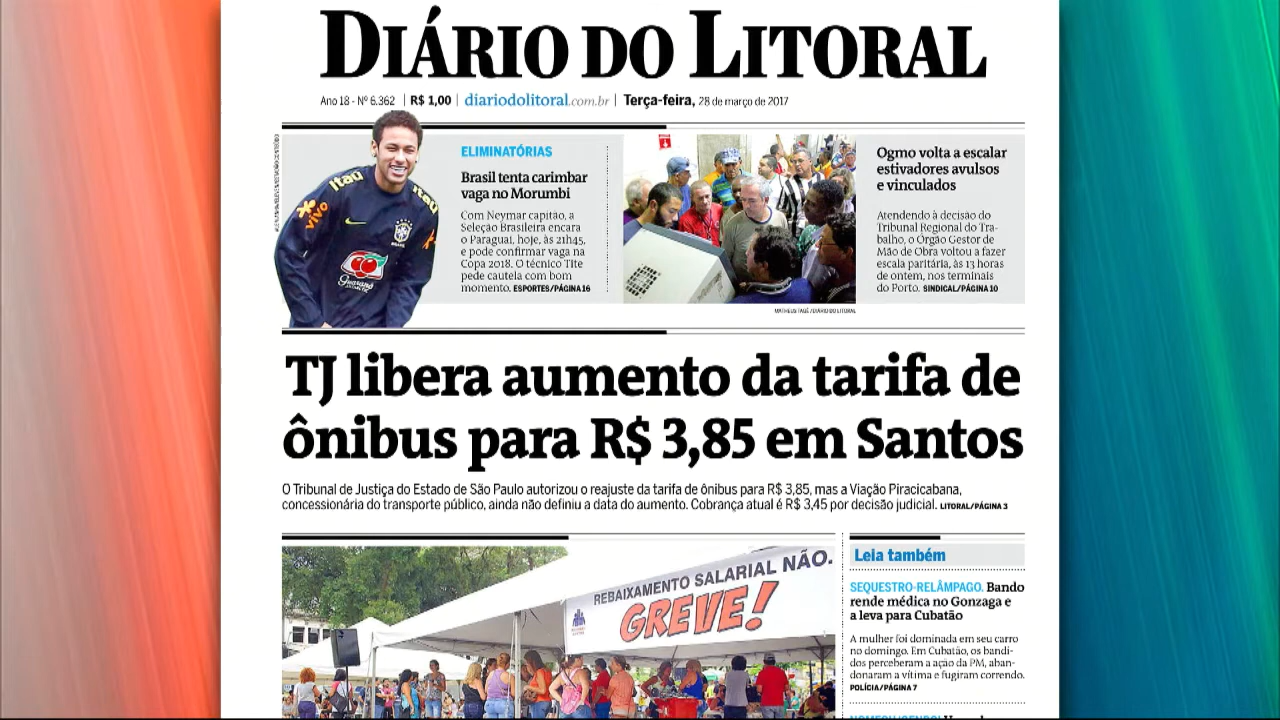 DIÁRIO DO LITORAL
Ano 18 - Nº 6.362 | R$ 1,00 | diariodolitoral.com.br | Terça-feira, 28 de março de 2017
Itaú
Itaú
vivo
BRASIL
Guaraná
ELIMINATÓRIAS
Brasil tenta carimbar
vaga no Morumbi
Com Neymar capitão, a
Seleção Brasileira encara
o Paraguai, hoje, às 21h45,
e pode confirmar vaga na
Copa 2018. O técnico Tite
pede cautela com bom
momento. ESPORTES/PÁGINA 16
MATHEUS TAGÉ/DIÁRIO DO LITORAL
Ogmo volta a escalar
estivadores avulsos
e vinculados
Atendendo à decisão do
Tribunal Regional do Tra-
balho, o Órgão Gestor de
Mão de Obra voltou a fazer
escala paritária, às 13 horas
de ontem, nos terminais
do Porto. SINDICAL/PÁGINA 10
TJ libera aumento da tarifa de
ônibus para R$ 3,85 em Santos
O Tribunal de Justiça do Estado de São Paulo autorizou o reajuste da tarifa de ônibus para R$ 3,85, mas a Viação Piracicabana,
concessionária do transporte público, ainda não definiu a data do aumento. Cobrança atual é R$ 3,45 por decisão judicial. LITORAL/PÁGINA 3
REBAIXAMENTO SALARIAL NÃO.
GREVE!
Leia também
SEQUESTRO-RELÂMPAGO. Bando
rende médica no Gonzaga e
a leva para Cubatão
A mulher foi dominada em seu carro
no domingo. Em Cubatão, os bandi-
dos perceberam a ação da PM, aban-
donaram a vítima e fugiram correndo.
POLÍCIA/PÁGINA 7